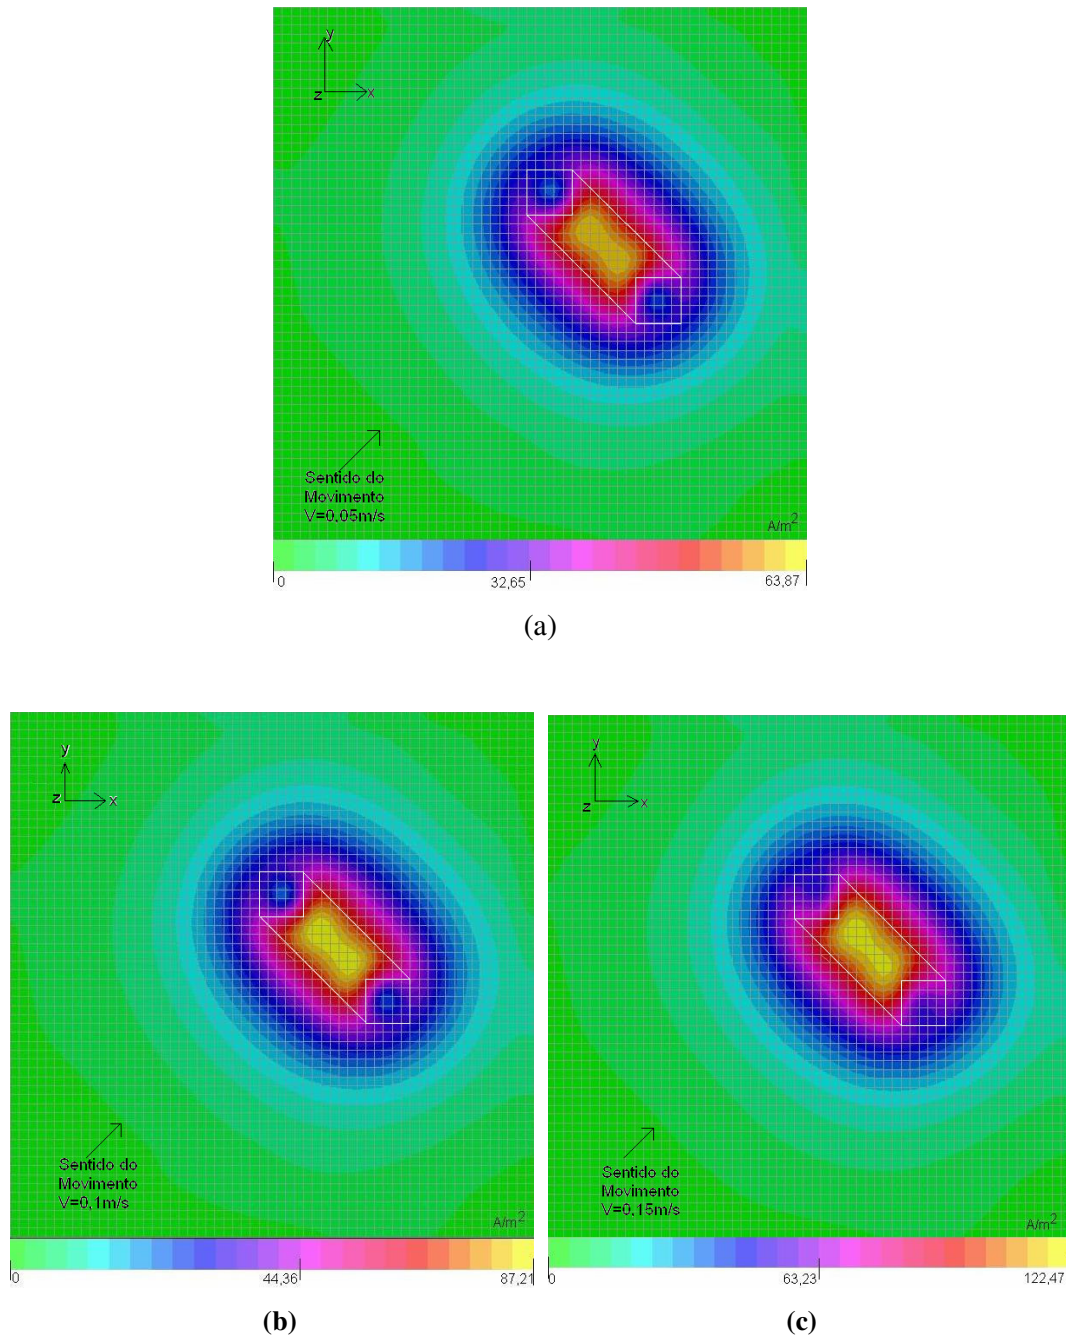 y
z x
Sentido do
Movimento
V=0,05m/s
A/m²
0 32,65 63,87
(a)
y
z x
Sentido do
Movimento
V=0,1m/s
A/m²
0 44,36 87,21
(b)
y
z x
Sentido do
Movimento
V=0,15m/s
A/m²
0 63,23 122,47
(c)